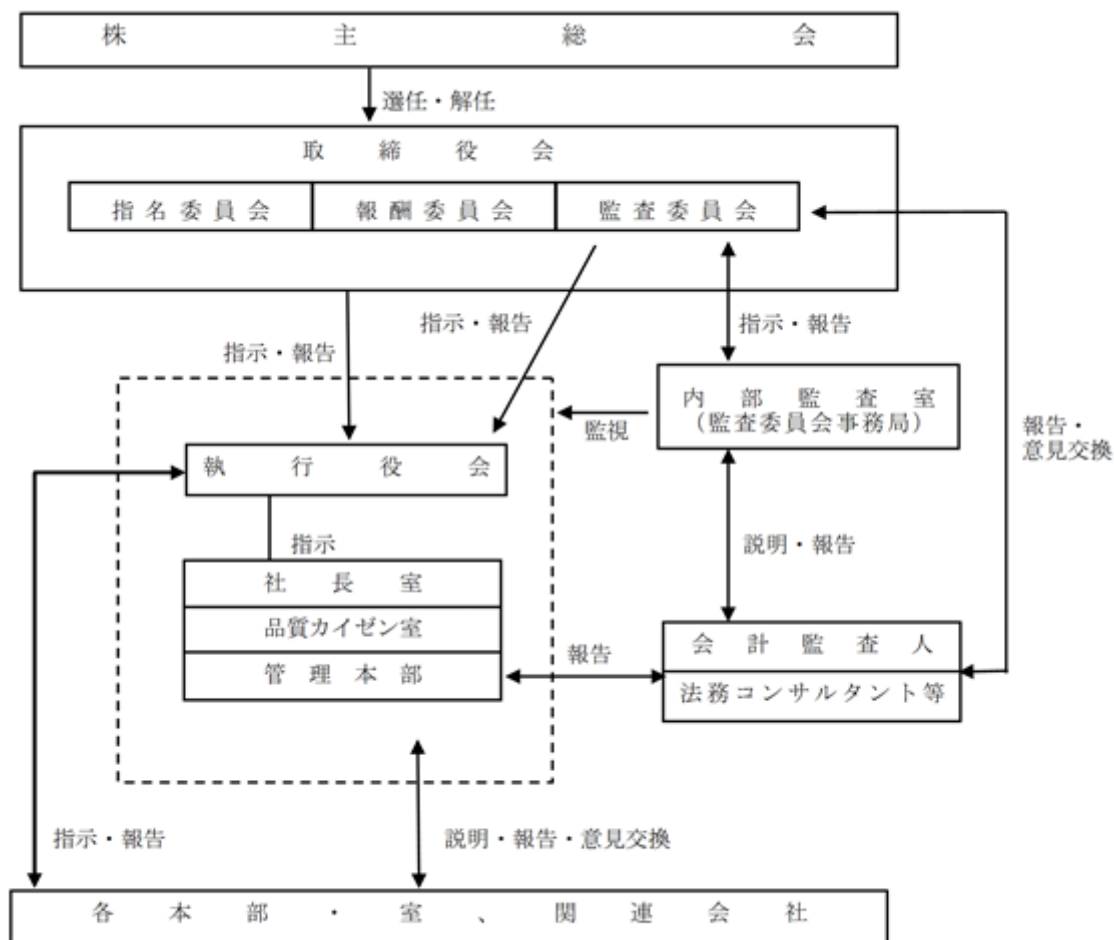 株主総会
選任・解任
取締役会
指名委員会
報酬委員会
監査委員会
指示・報告
指示・報告
指示・報告
内部監査室
(監査委員会事務局)
監視
報告・
意見交換
執行役会
指示
説明・報告
社長室
品質カイゼン室
管理本部
報告
会計監査人
法務コンサルタント等
指示・報告
説明・報告・意見交換
各本部・室、関連会社